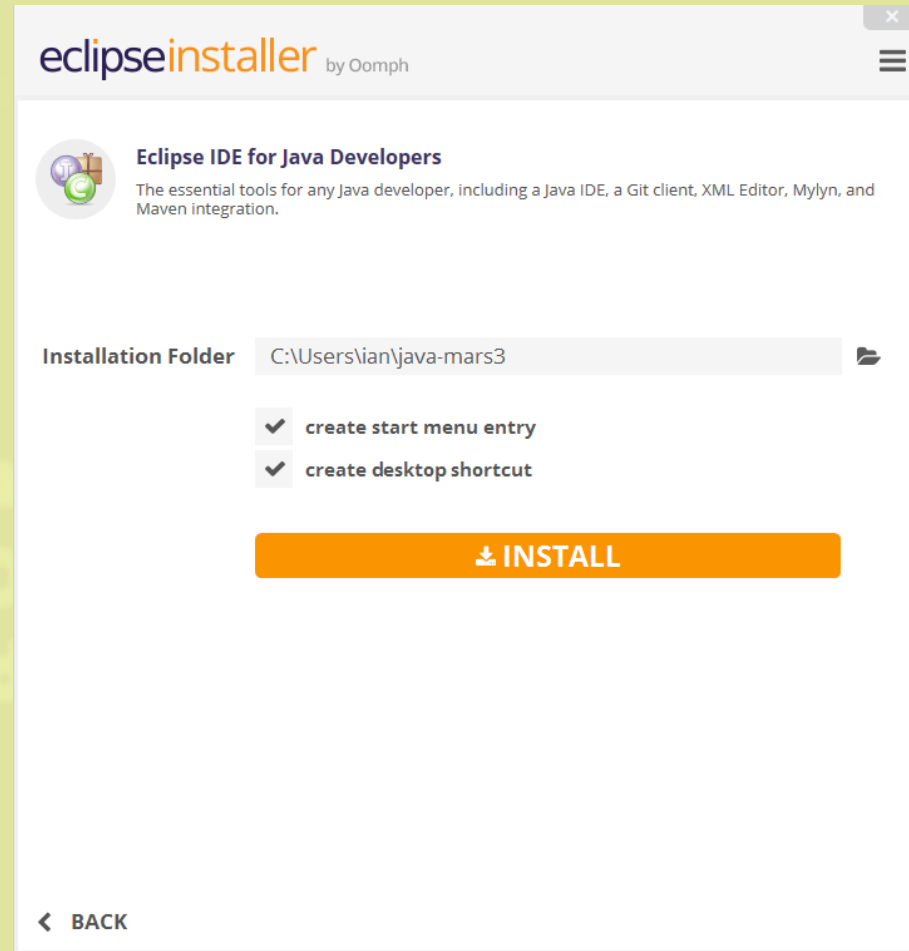 eclipseinstaller by Oomph
Eclipse IDE for Java Developers
The essential tools for any Java developer, including a Java IDE, a Git client, XML Editor, Mylyn, and
Maven integration.
Installation Folder C:\Users\ian\java-mars3
create start menu entry
create desktop shortcut
INSTALL
BACK